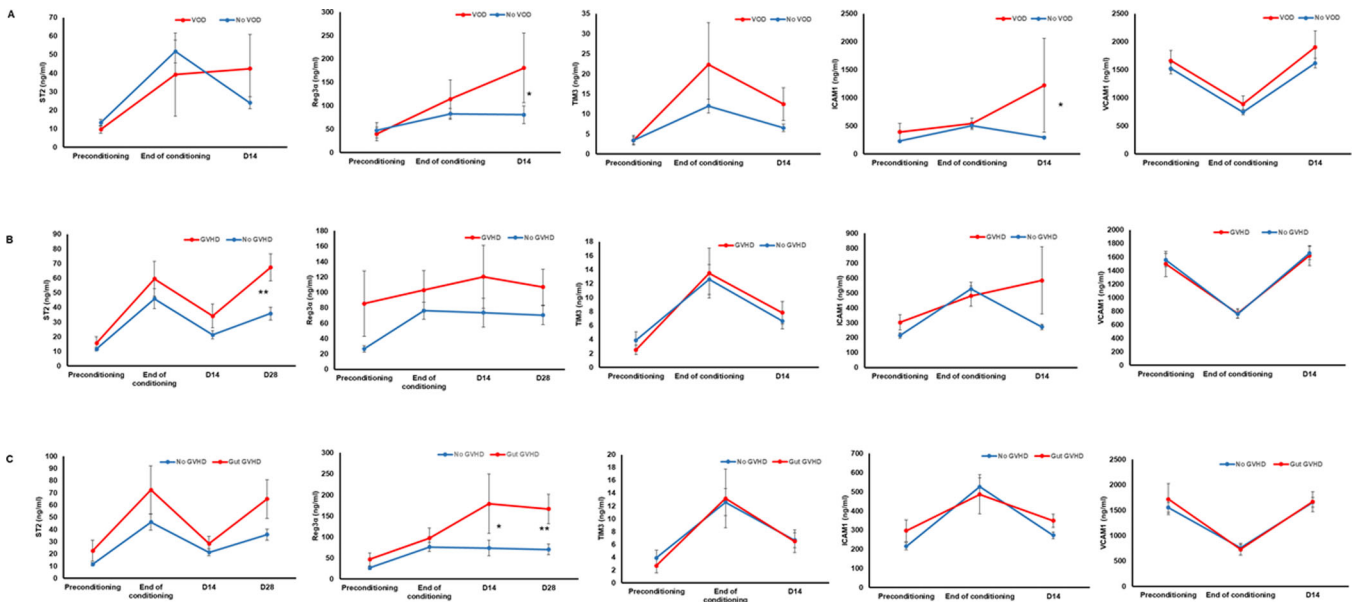 A
ST2 (ng/ml)
70
60
50
40
30
20
10
0
VOD No VOD
Preconditioning End of conditioning D14
Reg3α (ng/ml)
300
250
200
150
100
50
0
VOD No VOD
*
Preconditioning End of conditioning D14
TIM3 (ng/ml)
35
30
25
20
15
10
5
0
VOD No VOD
Preconditioning End of conditioning D14
ICAM1 (ng/ml)
2500
2000
1500
1000
500
0
VOD No VOD
*
Preconditioning End of conditioning D14
VCAM1 (ng/ml)
2500
2000
1500
1000
500
0
VOD No VOD
Preconditioning End of conditioning D14
B
ST2 (ng/ml)
90
80
70
60
50
40
30
20
10
0
GVHD No GVHD
**
Preconditioning End of conditioning D14 D28
Reg3α (ng/ml)
180
160
140
120
100
80
60
40
20
0
GVHD No GVHD
Preconditioning End of conditioning D14 D28
TIM3 (ng/ml)
18
16
14
12
10
8
6
4
2
0
GVHD No GVHD
Preconditioning End of conditioning D14
ICAM1 (ng/ml)
900
800
700
600
500
400
300
200
100
0
GVHD No GVHD
Preconditioning End of conditioning D14
VCAM1 (ng/ml)
2000
1800
1600
1400
1200
1000
800
600
400
200
0
GVHD No GVHD
Preconditioning End of conditioning D14
C
ST2 (ng/ml)
100
90
80
70
60
50
40
30
20
10
0
No GVHD Gut GVHD
Preconditioning End of conditioning D14 D28
Reg3α (ng/ml)
300
250
200
150
100
50
0
No GVHD Gut GVHD
*
**
Preconditioning End of conditioning D14 D28
TIM3 (ng/ml)
20
18
16
14
12
10
8
6
4
2
0
No GVHD Gut GVHD
Preconditioning End of conditioning D14
ICAM1 (ng/ml)
700
600
500
400
300
200
100
0
No GVHD Gut GVHD
Preconditioning End of conditioning D14
VCAM1 (ng/ml)
2500
2000
1500
1000
500
0
No GVHD Gut GVHD
Preconditioning End of conditioning D14